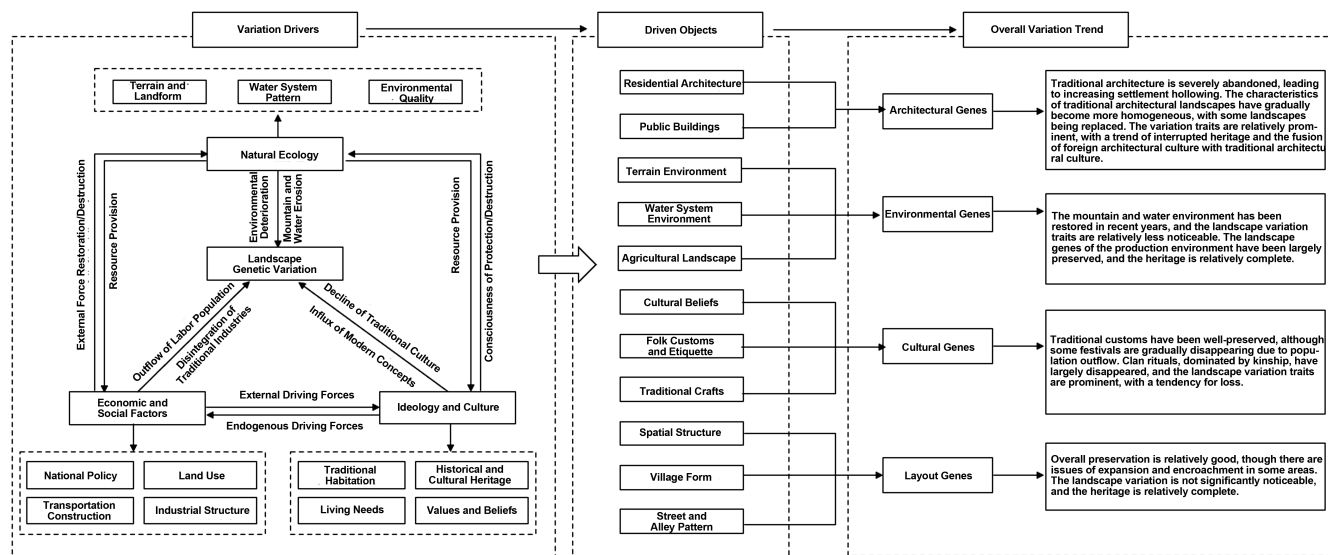 Variation Drivers
Driven Objects
Overall Variation Trend
Terrain and
Landform
Water System
Pattern
Environmental
Quality
Natural Ecology
External Force Restoration/Destruction
Resource Provision
Environmental
Deterioration
Mountain and
Water Erosion
Resource Provision
Consciousness of Protection/Destruction
Landscape
Genetic Variation
Outflow of Labor Population
Disintegration of
Traditional Industries
Decline of Traditional Culture
Influx of Modern Concepts
Economic and
Social Factors
External Driving Forces
Endogenous Driving Forces
Ideology and Culture
National Policy
Land Use
Transportation
Construction
Industrial Structure
Traditional
Habitation
Historical and
Cultural Heritage
Living Needs
Values and Beliefs
Residential Architecture
Public Buildings
Terrain Environment
Water System
Environment
Agricultural Landscape
Cultural Beliefs
Folk Customs
and Etiquette
Traditional Crafts
Spatial Structure
Village Form
Street and
Alley Pattern
Architectural Genes
Environmental Genes
Cultural Genes
Layout Genes
Traditional architecture is severely abandoned, leading
to increasing settlement hollowing. The characteristics
of traditional architectural landscapes have gradually
become more homogeneous, with some landscapes
being replaced. The variation traits are relatively prom-
inent, with a trend of interrupted heritage and the fusion
of foreign architectural culture with traditional architectu
ral culture.
The mountain and water environment has been
restored in recent years, and the landscape variation
traits are relatively less noticeable. The landscape
genes of the production environment have been largely
preserved, and the heritage is relatively complete.
Traditional customs have been well-preserved, although
some festivals are gradually disappearing due to popu-
lation outflow. Clan rituals, dominated by kinship, have
largely disappeared, and the landscape variation traits
are prominent, with a tendency for loss.
Overall preservation is relatively good, though there are
issues of expansion and encroachment in some areas.
The landscape variation is not significantly noticeable,
and the heritage is relatively complete.